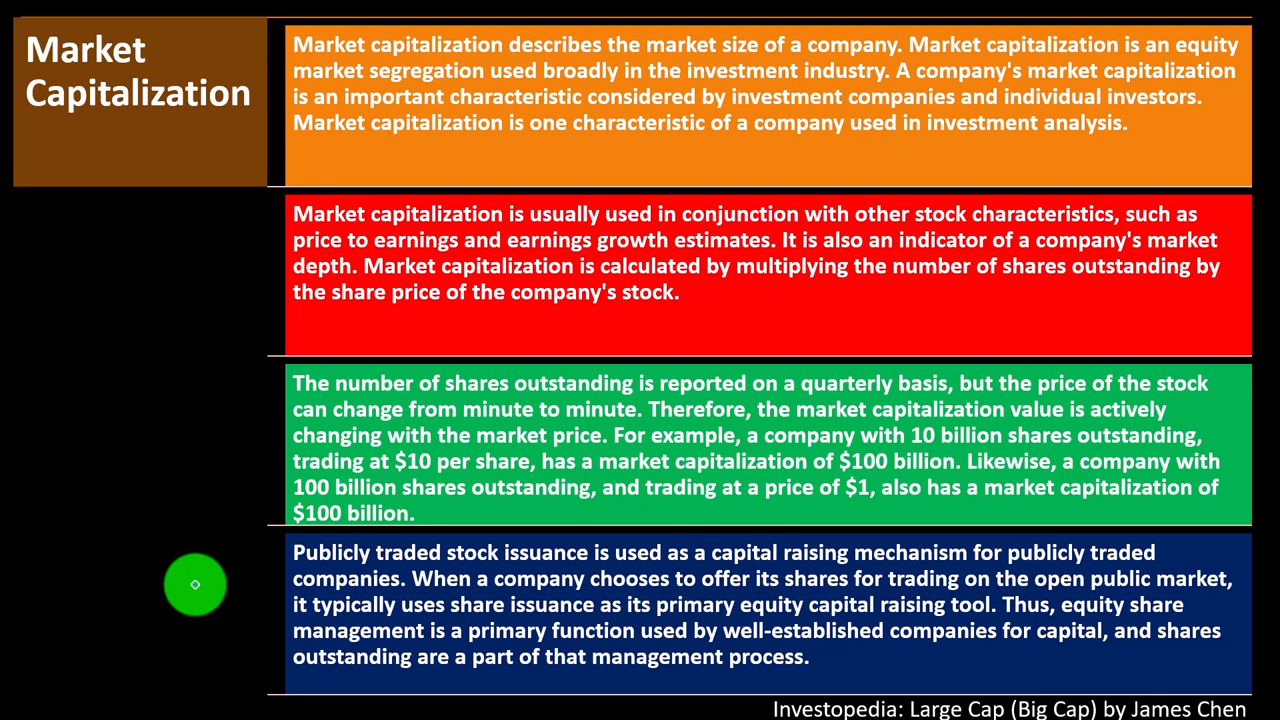 Market
Capitalization
Market capitalization describes the market size of a company. Market capitalization is an equity
market segregation used broadly in the investment industry. A company's market capitalization
is an important characteristic considered by investment companies and individual investors.
Market capitalization is one characteristic of a company used in investment analysis.
Market capitalization is usually used in conjunction with other stock characteristics, such as
price to earnings and earnings growth estimates. It is also an indicator of a company's market
depth. Market capitalization is calculated by multiplying the number of shares outstanding by
the share price of the company's stock.
The number of shares outstanding is reported on a quarterly basis, but the price of the stock
can change from minute to minute. Therefore, the market capitalization value is actively
changing with the market price. For example, a company with 10 billion shares outstanding,
trading at $10 per share, has a market capitalization of $100 billion. Likewise, a company with
100 billion shares outstanding, and trading at a price of $1, also has a market capitalization of
$100 billion.
Publicly traded stock issuance is used as a capital raising mechanism for publicly traded
companies. When a company chooses to offer its shares for trading on the open public market,
it typically uses share issuance as its primary equity capital raising tool. Thus, equity share
management is a primary function used by well-established companies for capital, and shares
outstanding are a part of that management process.
Investopedia: Large Cap (Big Cap) by James Chen